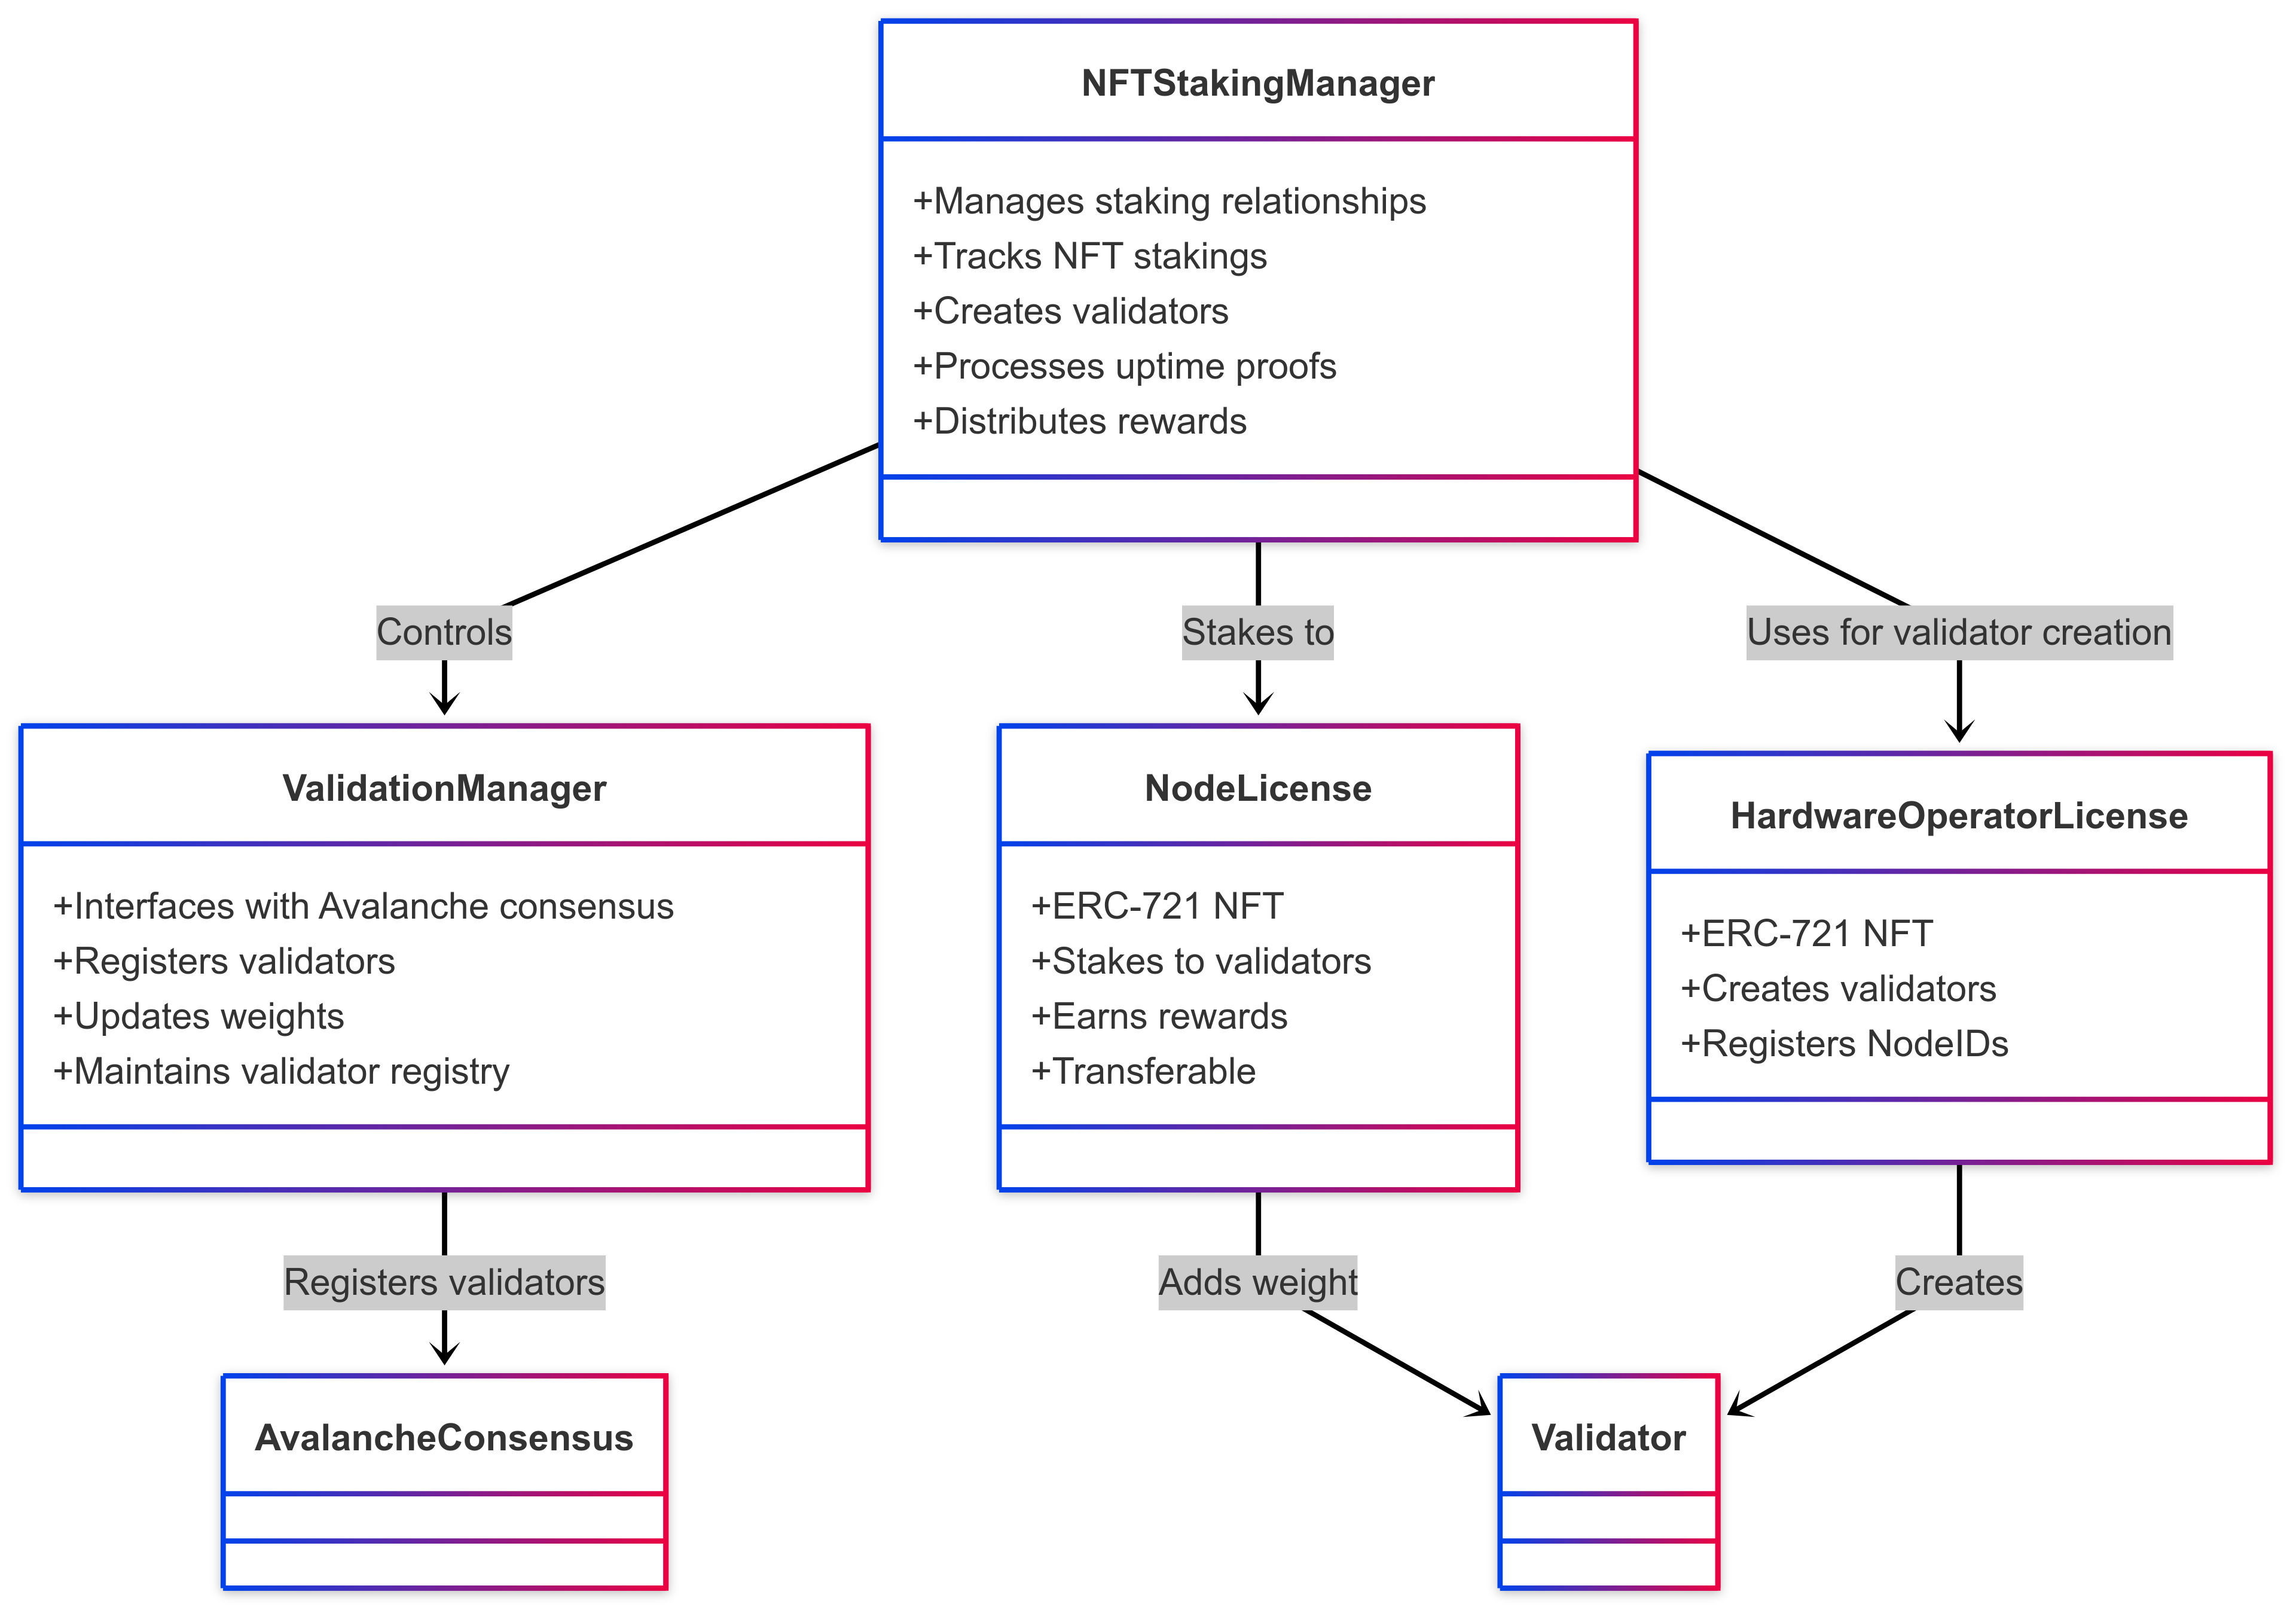 NFTStakingManager
+Manages staking relationships
+Tracks NFT stakings
+Creates validators
+Processes uptime proofs
+Distributes rewards
Controls
Stakes to
Uses for validator creation
ValidationManager
+Interfaces with Avalanche consensus
+Registers validators
+Updates weights
+Maintains validator registry
NodeLicense
+ERC-721 NFT
+Stakes to validators
+Earns rewards
+Transferable
HardwareOperatorLicense
+ERC-721 NFT
+Creates validators
+Registers NodeIDs
Registers validators
Adds weight
Creates
AvalancheConsensus
Validator